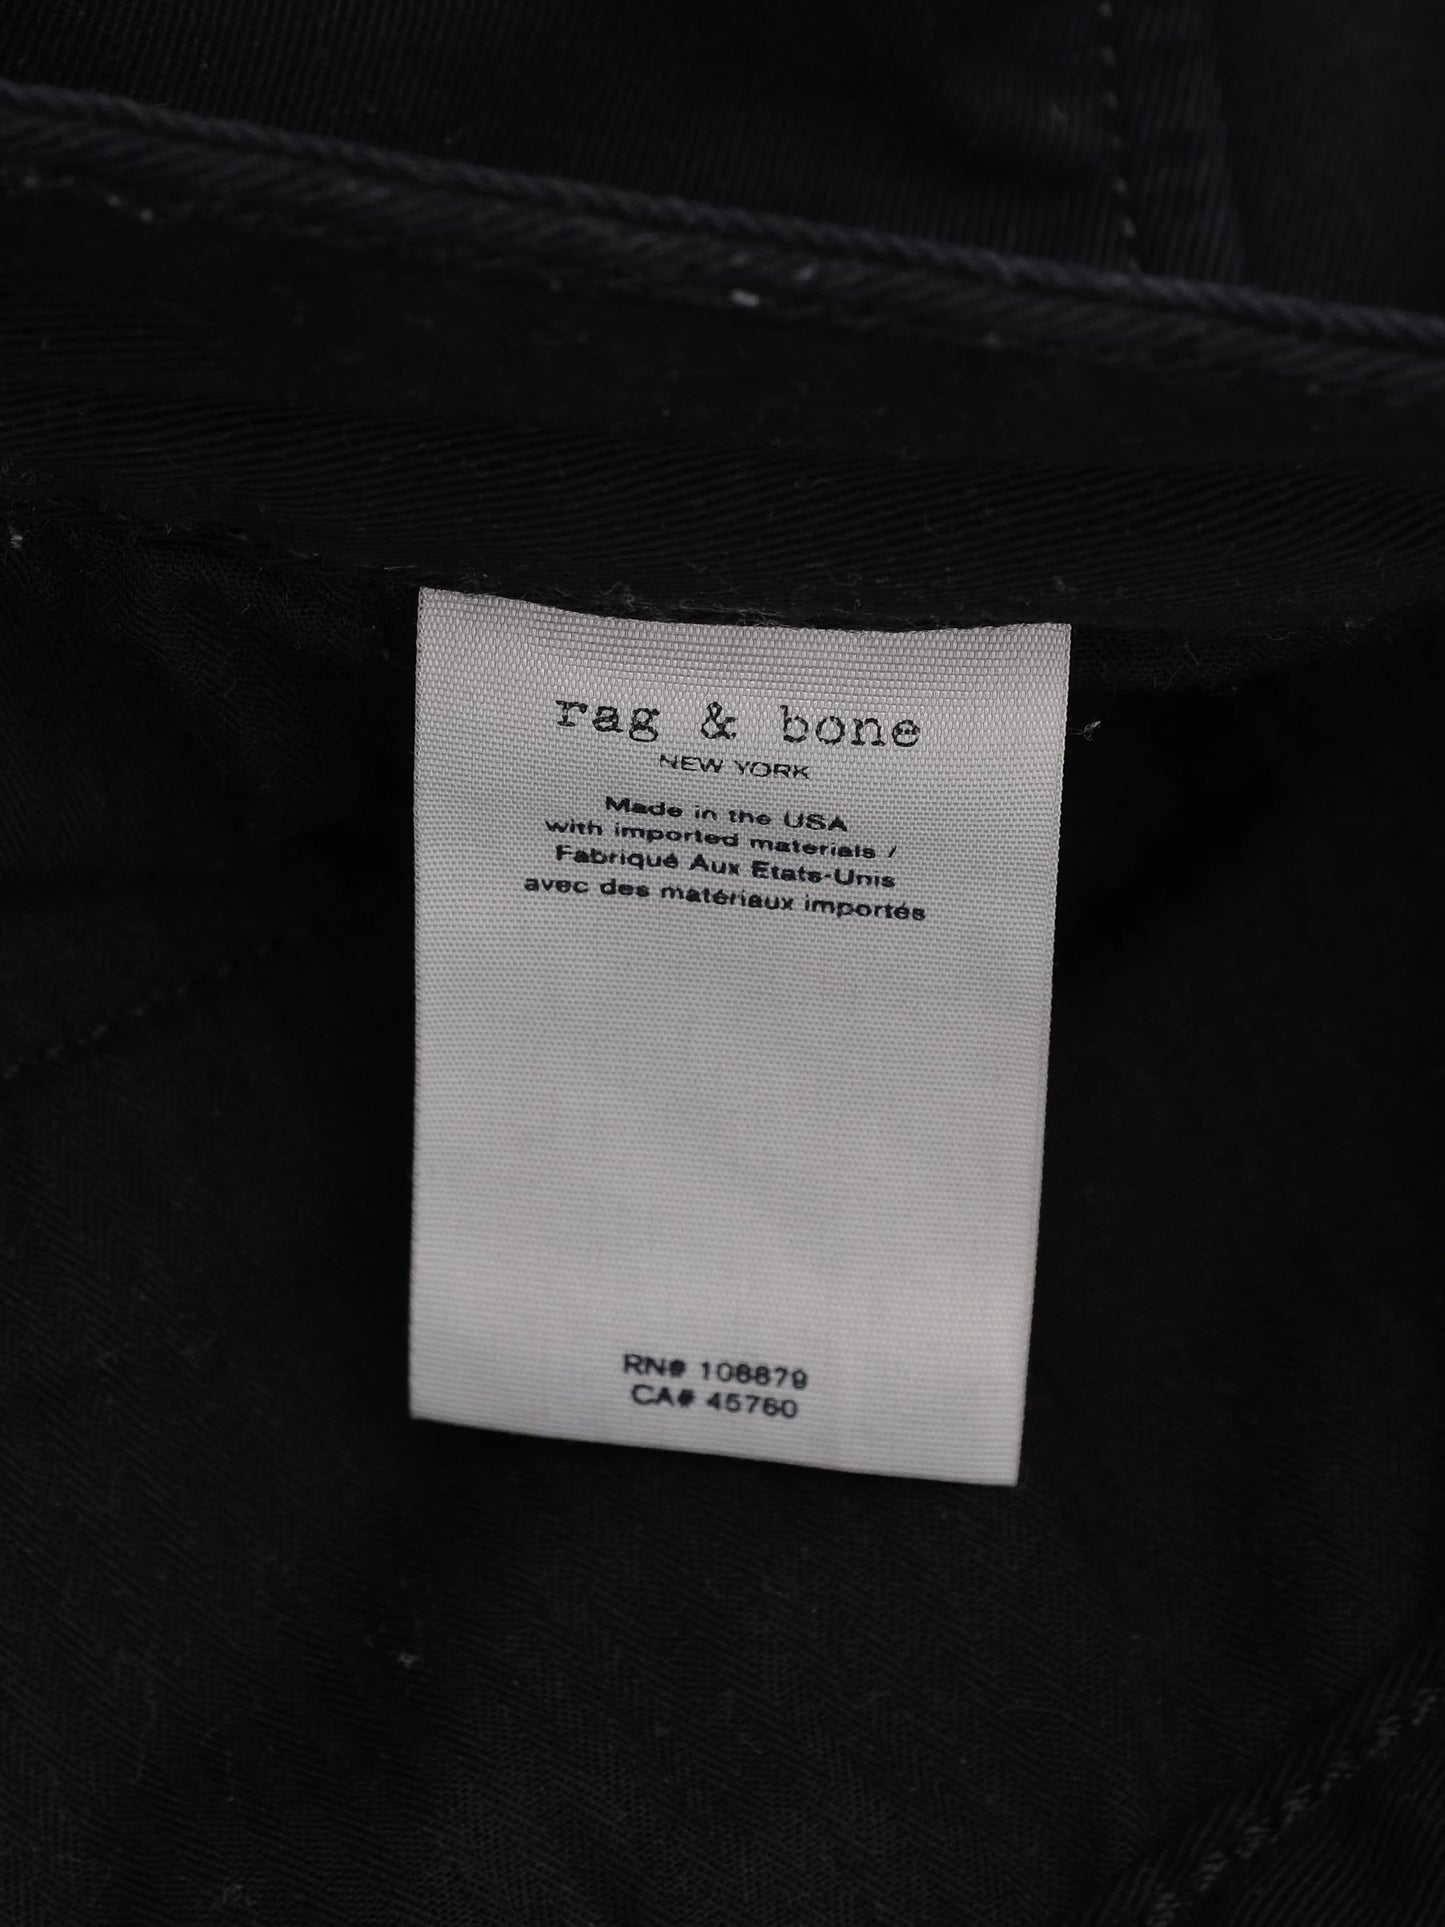 rag & bone
NEW YORK
Made in the USA
with imported materials /
Fabriqué Aux Etats-Unis
avec des matériaux importés
RN# 108879
CA# 45760